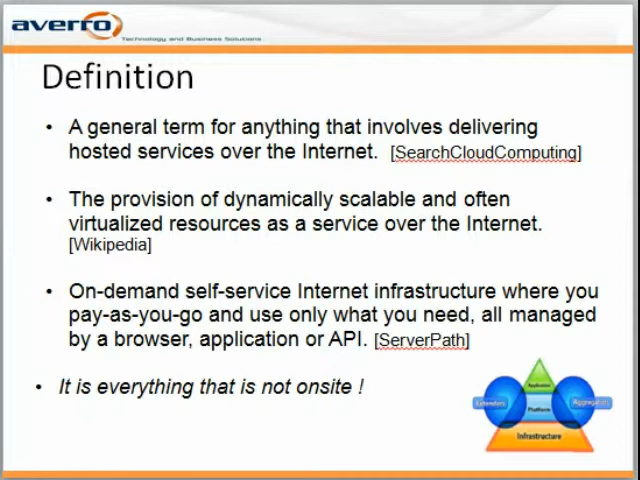 averro
Technology and Business Solutions
Definition
• A general term for anything that involves delivering
hosted services over the Internet. [SearchCloudComputing]
• The provision of dynamically scalable and often
virtualized resources as a service over the Internet.
[Wikipedia]
• On-demand self-service Internet infrastructure where you
pay-as-you-go and use only what you need, all managed
by a browser, application or API. [ServerPath]
• It is everything that is not onsite !
Application
Extenders
Platform
Aggregators
Infrastructure